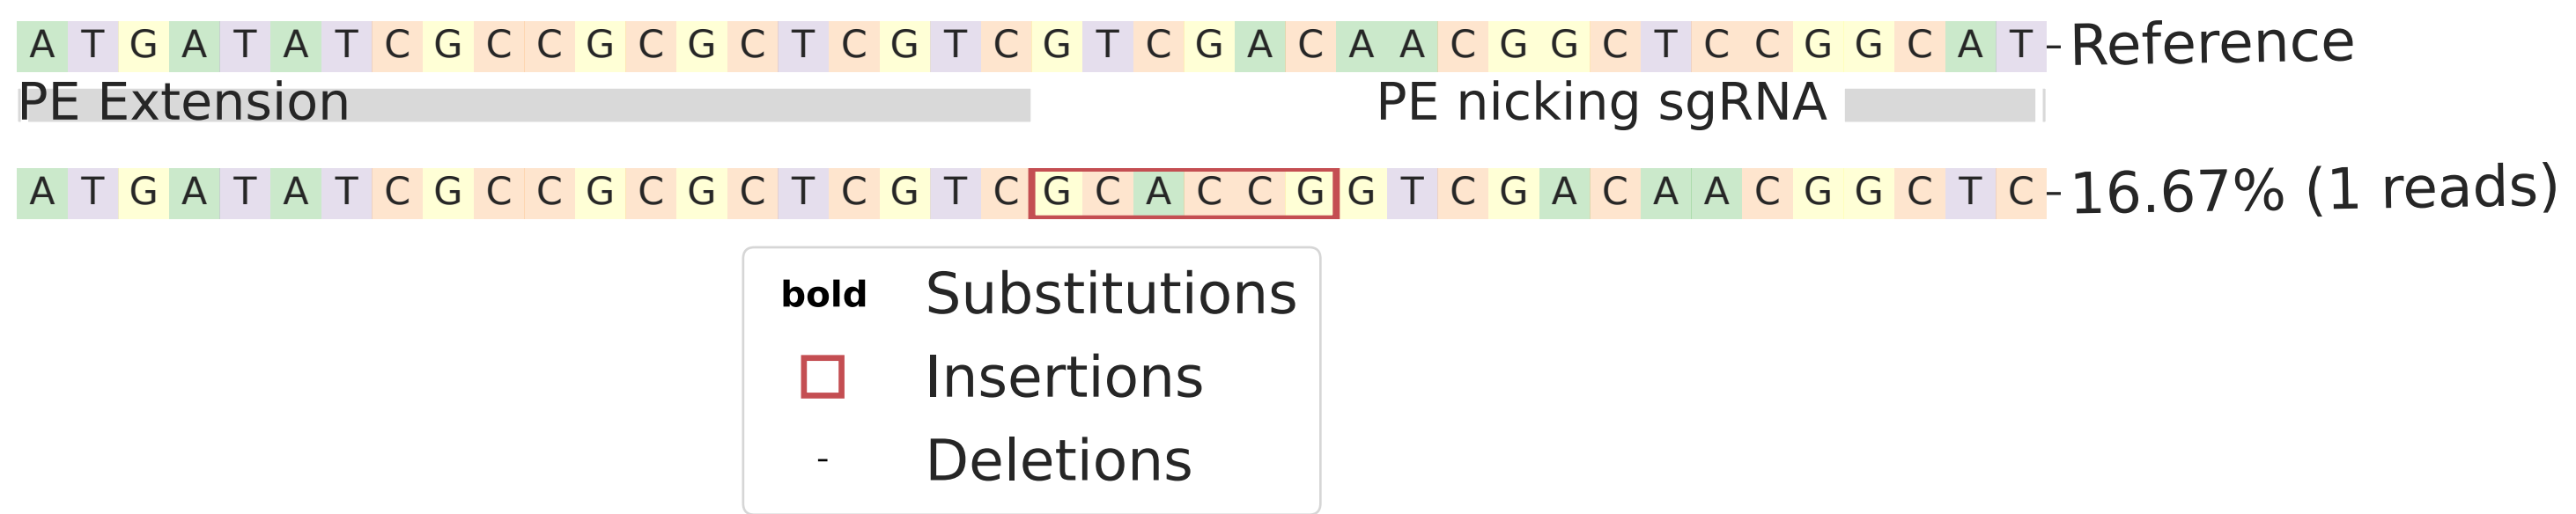 A T G A T A T C G C C G C G C T C G T C G T C G A C A A C G G C T C C G G C A T - Reference
PE Extension PE nicking sgRNA
A T G A T A T C G C C G C G C T C G T C G C A C C G G T C G A C A A C G G C T C - 16.67% (1 reads)
bold Substitutions
Insertions
- Deletions